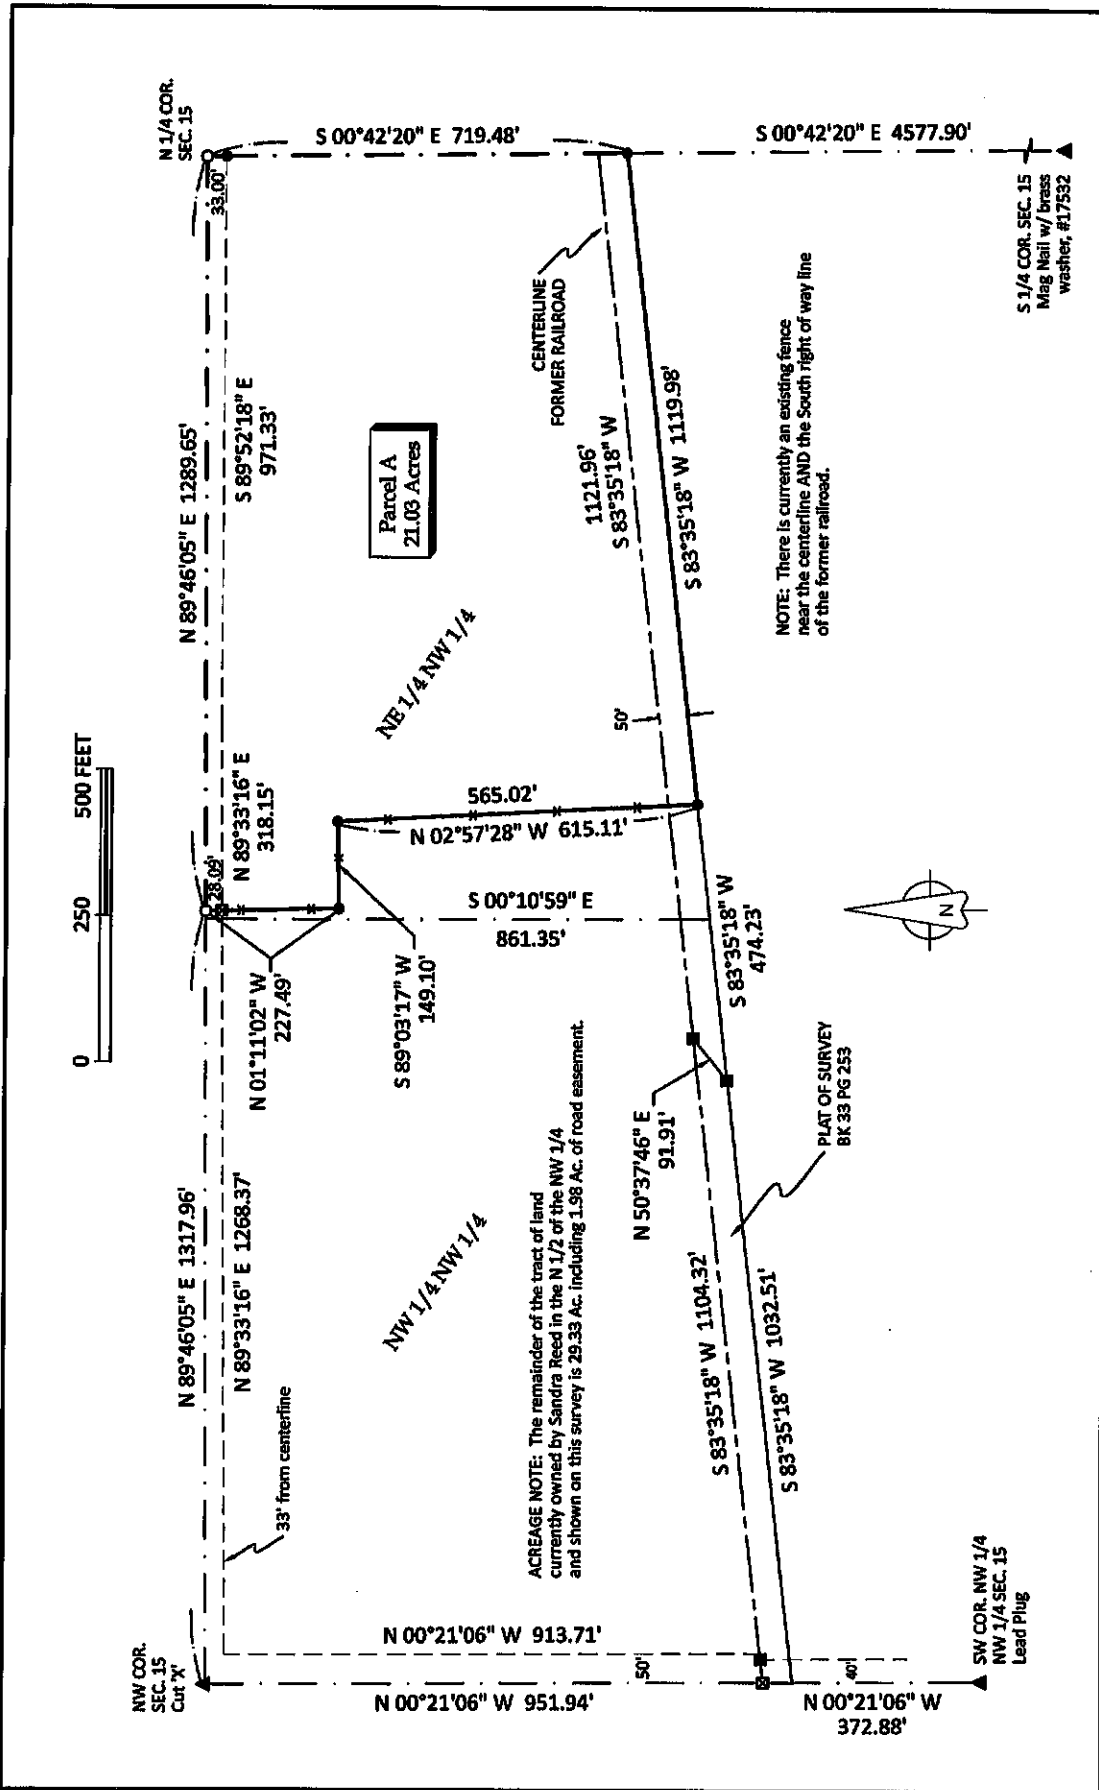 0 250 500 FEET
NW COR.
SEC. 15
Cut 'X'
N 89°46'05" E 1317.96'
N 89°46'05" E 1289.65'
N 1/4 COR.
SEC. 15
N 89°33'16" E 1268.37'
28.09'
N 89°33'16" E
318.15'
S 89°52'18" E
971.33'
33.00'
33' from centerline
N 01°11'02" W
227.49'
Parcel A
21.03 Acres
S 00°42'20" E 719.48'
NW 1/4 NW 1/4
NE 1/4 NW 1/4
S 89°03'17" W
149.10'
565.02'
N 02°57'28" W 615.11'
S 00°10'59" E
861.35'
N 00°21'06" W 913.71'
N 00°21'06" W 951.94'
ACREAGE NOTE: The remainder of the tract of land
currently owned by Sandra Reed in the N 1/2 of the NW 1/4
and shown on this survey is 29.33 Ac. including 1.98 Ac. of road easement.
CENTERLINE
FORMER RAILROAD
1121.96'
S 83°35'18" W
S 83°35'18" W 1119.98'
50'
S 83°35'18" W
474.23'
N 50°37'46" E
91.91'
S 83°35'18" W 1104.32'
S 83°35'18" W 1032.51'
50'
40'
PLAT OF SURVEY
BK 33 PG 253
N
NOTE: There is currently an existing fence
near the centerline AND the South right of way line
of the former railroad.
S 00°42'20" E 4577.90'
N 00°21'06" W
372.88'
SW COR. NW 1/4
NW 1/4 SEC. 15
Lead Plug
S 1/4 COR. SEC. 15
Mag Nail w/ brass
washer, #17532